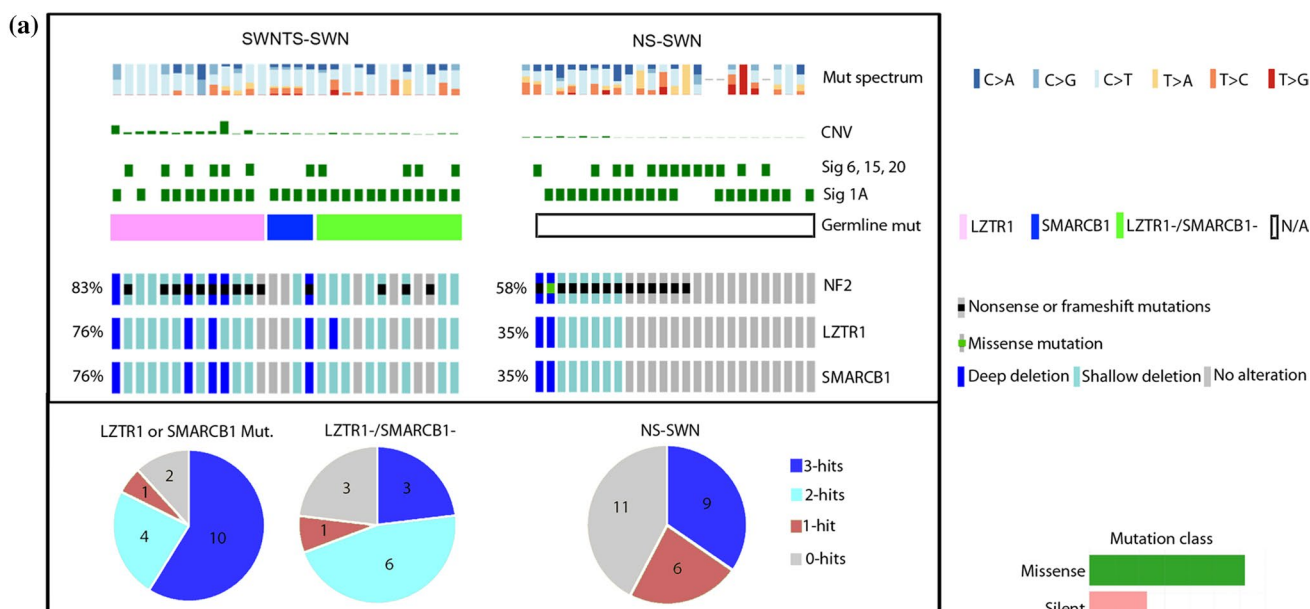 (a)
SWNTS-SWN
NS-SWN
Mut spectrum
C>A C>G C>T T>A T>C T>G
CNV
Sig 6, 15, 20
Sig 1A
Germline mut
LZTR1 SMARCB1 LZTR1-/SMARCB1- N/A
83%
58%
NF2
Nonsense or frameshift mutations
76%
35%
LZTR1
Missense mutation
76%
35%
SMARCB1
Deep deletion Shallow deletion No alteration
LZTR1 or SMARCB1 Mut.
LZTR1-/SMARCB1-
NS-SWN
2
1
4
10
3
3
1
6
11
9
6
3-hits
2-hits
1-hit
0-hits
Mutation class
Missense
Silent